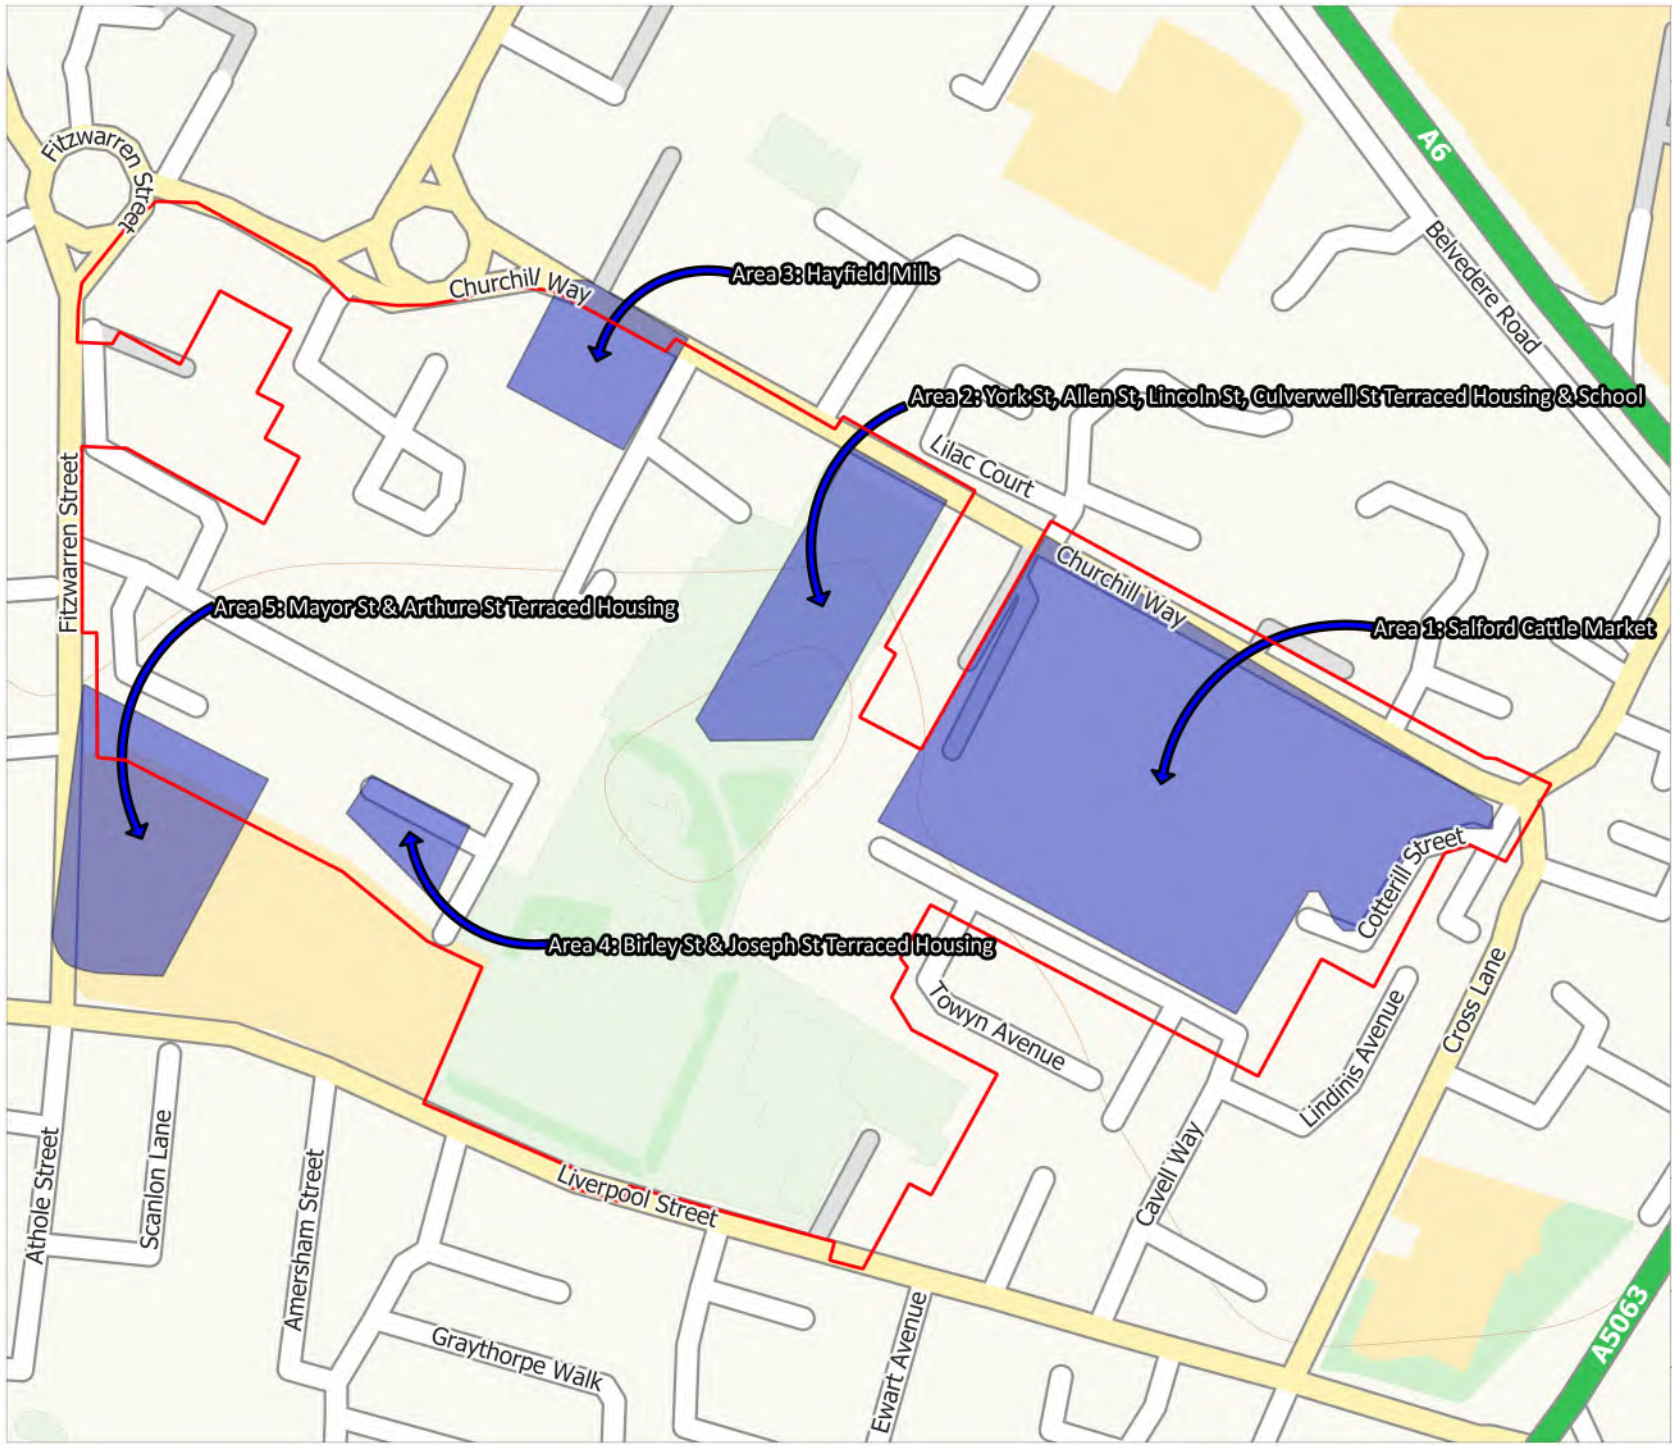 A6
Fitzwarren Street
Belvedere Road
Churchill Way
Area 3: Hayfield Mills
Area 2: York St, Allen St, Lincoln St, Culverwell St Terraced Housing & School
Lilac Court
Fitzwarren Street
Churchill Way
Area 5: Mayor St & Arthure St Terraced Housing
Area 1: Salford Cattle Market
Cotterill Street
Area 4: Birley St & Joseph St Terraced Housing
Cross Lane
Towyn Avenue
Lindinis Avenue
Athole Street
Scanlon Lane
Amersham Street
Liverpool Street
Cavell Way
Graythorpe Walk
Ewart Avenue
A5063